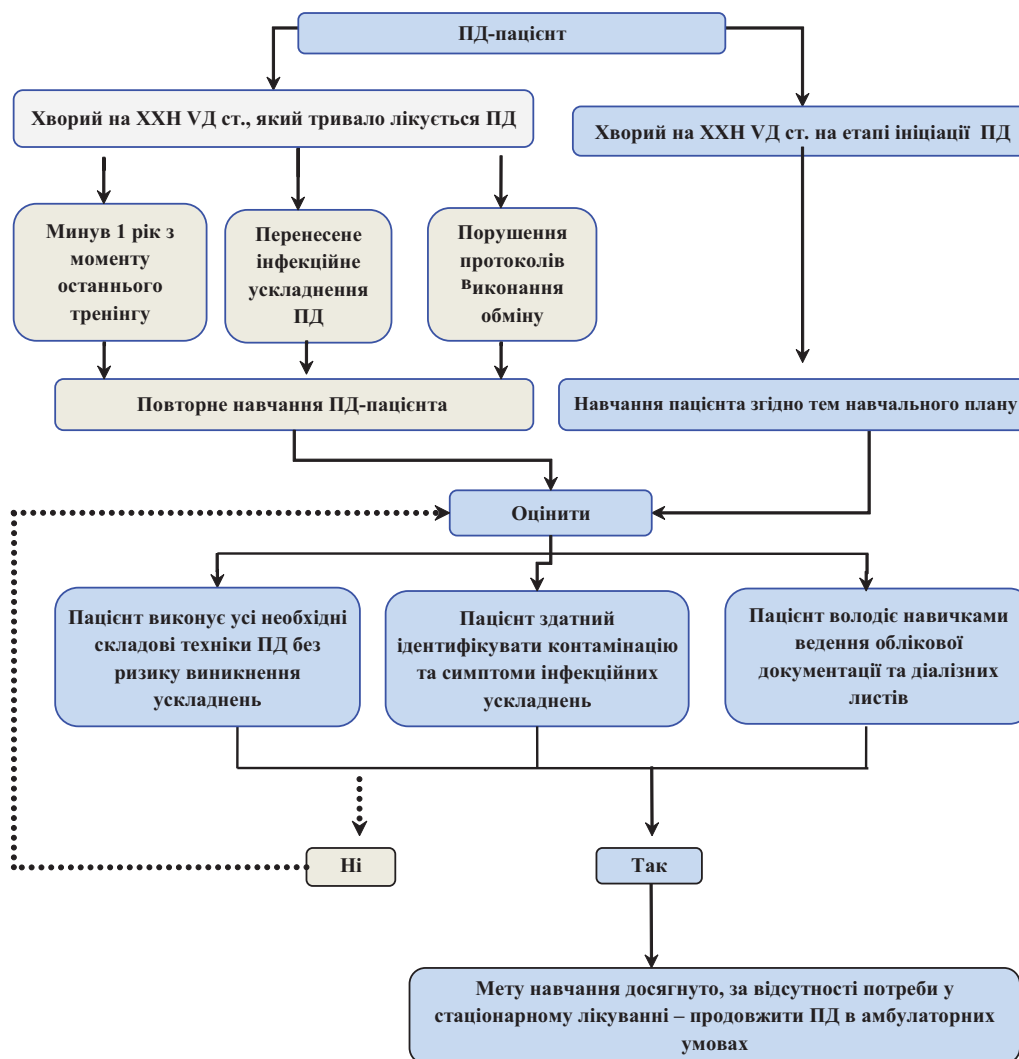 ПД-пацієнт
Хворий на ХХН VД ст., який тривало лікується ПД
Хворий на ХХН VД ст. на етапі ініціації ПД
Минув 1 рік з
моменту
останнього
тренінгу
Перенесене
інфекційне
ускладнення
ПД
Порушення
протоколів
виконання
обміну
Повторне навчання ПД-пацієнта
Навчання пацієнта згідно тем навчального плану
Оцінити
Пацієнт виконує усі необхідні
складові техніки ПД без
ризику виникнення
ускладнень
Пацієнт здатний
ідентифікувати контамінацію
та симптоми інфекційних
ускладнень
Пацієнт володіє навичками
ведення облікової
документації та діалізних
листів
Ні
Так
Мету навчання досягнуто, за відсутності потреби у
стаціонарному лікуванні – продовжити ПД в амбулаторних
умовах